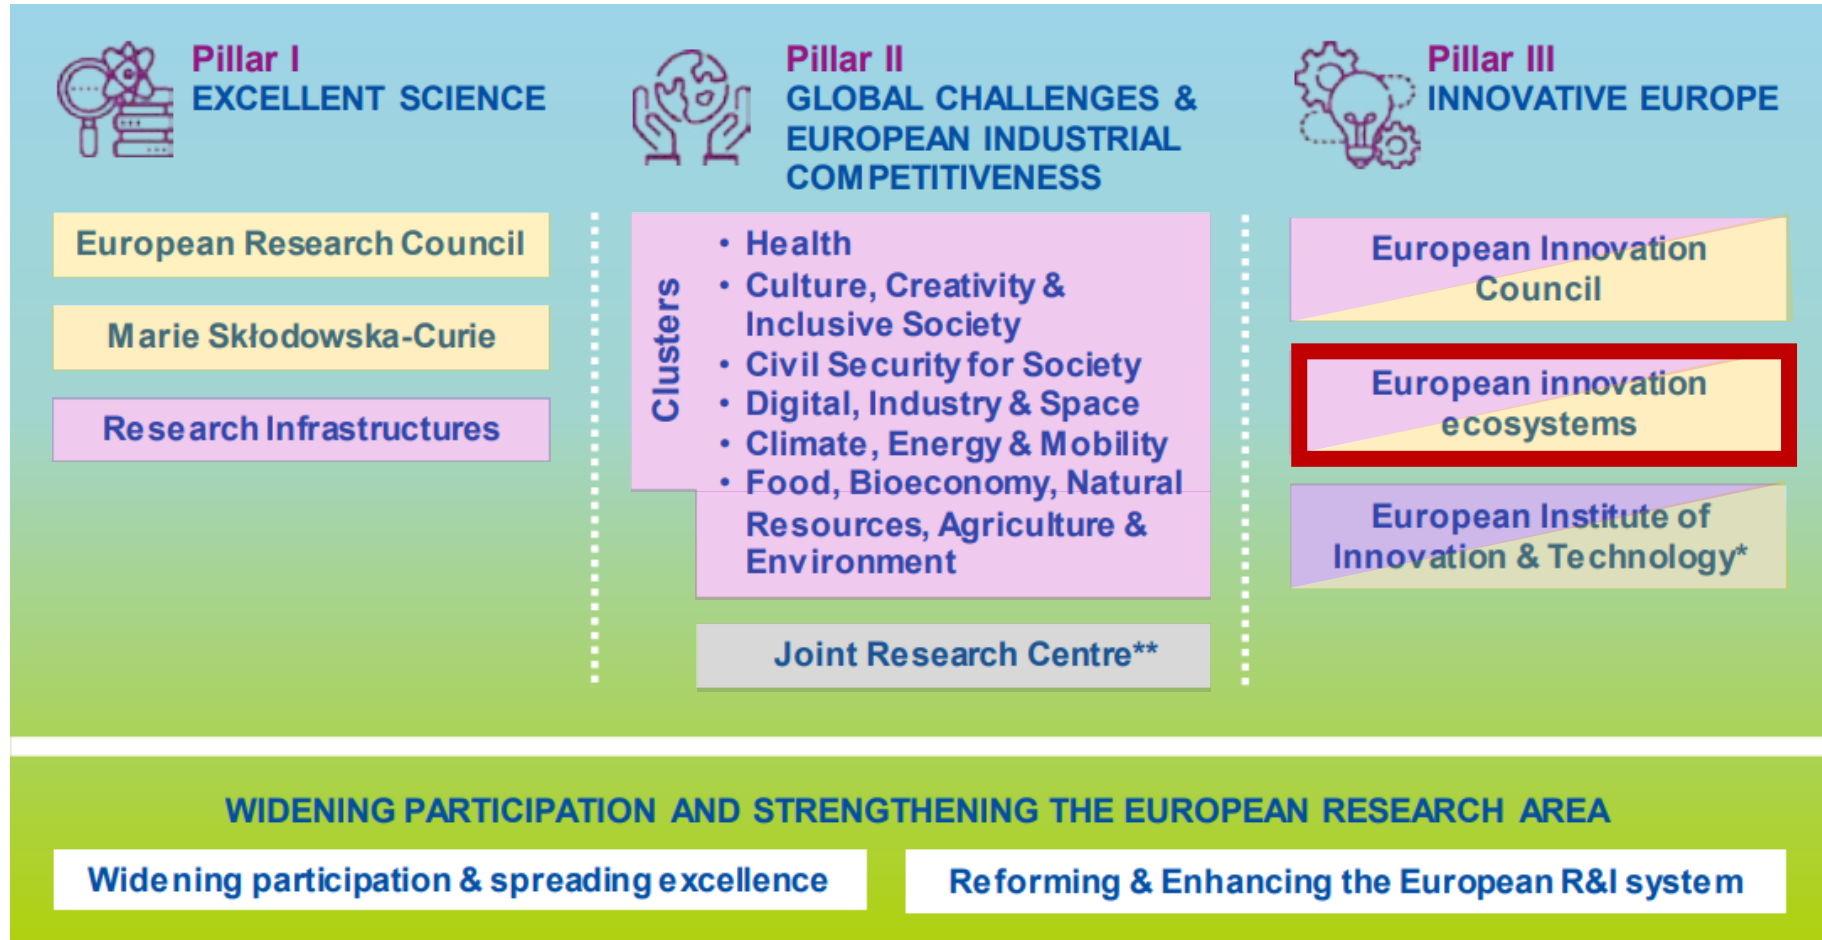 Pillar I
EXCELLENT SCIENCE
European Research Council
Marie Skłodowska-Curie
Research Infrastructures
Pillar II
GLOBAL CHALLENGES &
EUROPEAN INDUSTRIAL
COMPETITIVENESS
Clusters
• Health
• Culture, Creativity &
Inclusive Society
• Civil Security for Society
• Digital, Industry & Space
• Climate, Energy & Mobility
• Food, Bioeconomy, Natural
Resources, Agriculture &
Environment
Joint Research Centre**
Pillar III
INNOVATIVE EUROPE
European Innovation
Council
European innovation
ecosystems
European Institute of
Innovation & Technology*
WIDENING PARTICIPATION AND STRENGTHENING THE EUROPEAN RESEARCH AREA
Widening participation & spreading excellence
Reforming & Enhancing the European R&I system